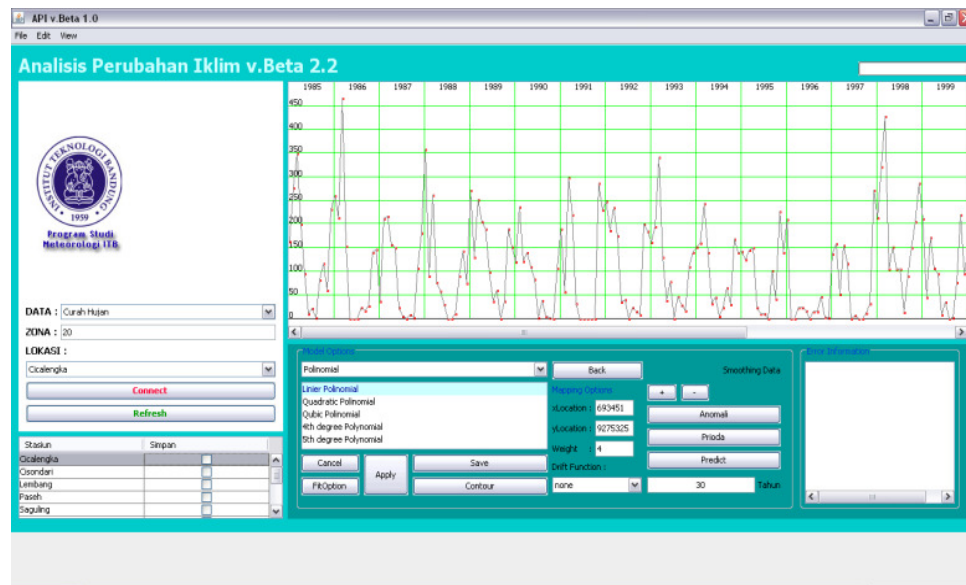 API v.Beta 1.0
File Edit View
Analisis Perubahan Iklim v.Beta 2.2
1985 1986 1987 1988 1989 1990 1991 1992 1993 1994 1995 1996 1997 1998 1999
450
400
350
300
250
200
150
100
50
0
INSTITUT TEKNOLOGI BANDUNG
1959
Program Studi
Meteorologi ITB
DATA : Curah Hujan
ZONA : 20
LOKASI :
Cicalengka
Connect
Refresh
Stasiun Simpan
Cicalengka
Cisondari
Lembang
Paseh
Saguling
Model Options
Polinomial
Linier Polinomial
Quadratic Polinomial
Qubic Polinomial
4th degree Polynomial
5th degree Polynomial
Cancel
FitOption
Apply
Save
Contour
Back
Mapping Options
xLocation : 693451
yLocation : 9275325
Weight : 4
Drift Function :
none
Smoothing Data
+ -
Anomali
Prioda
Predict
30 Tahun
Error Information